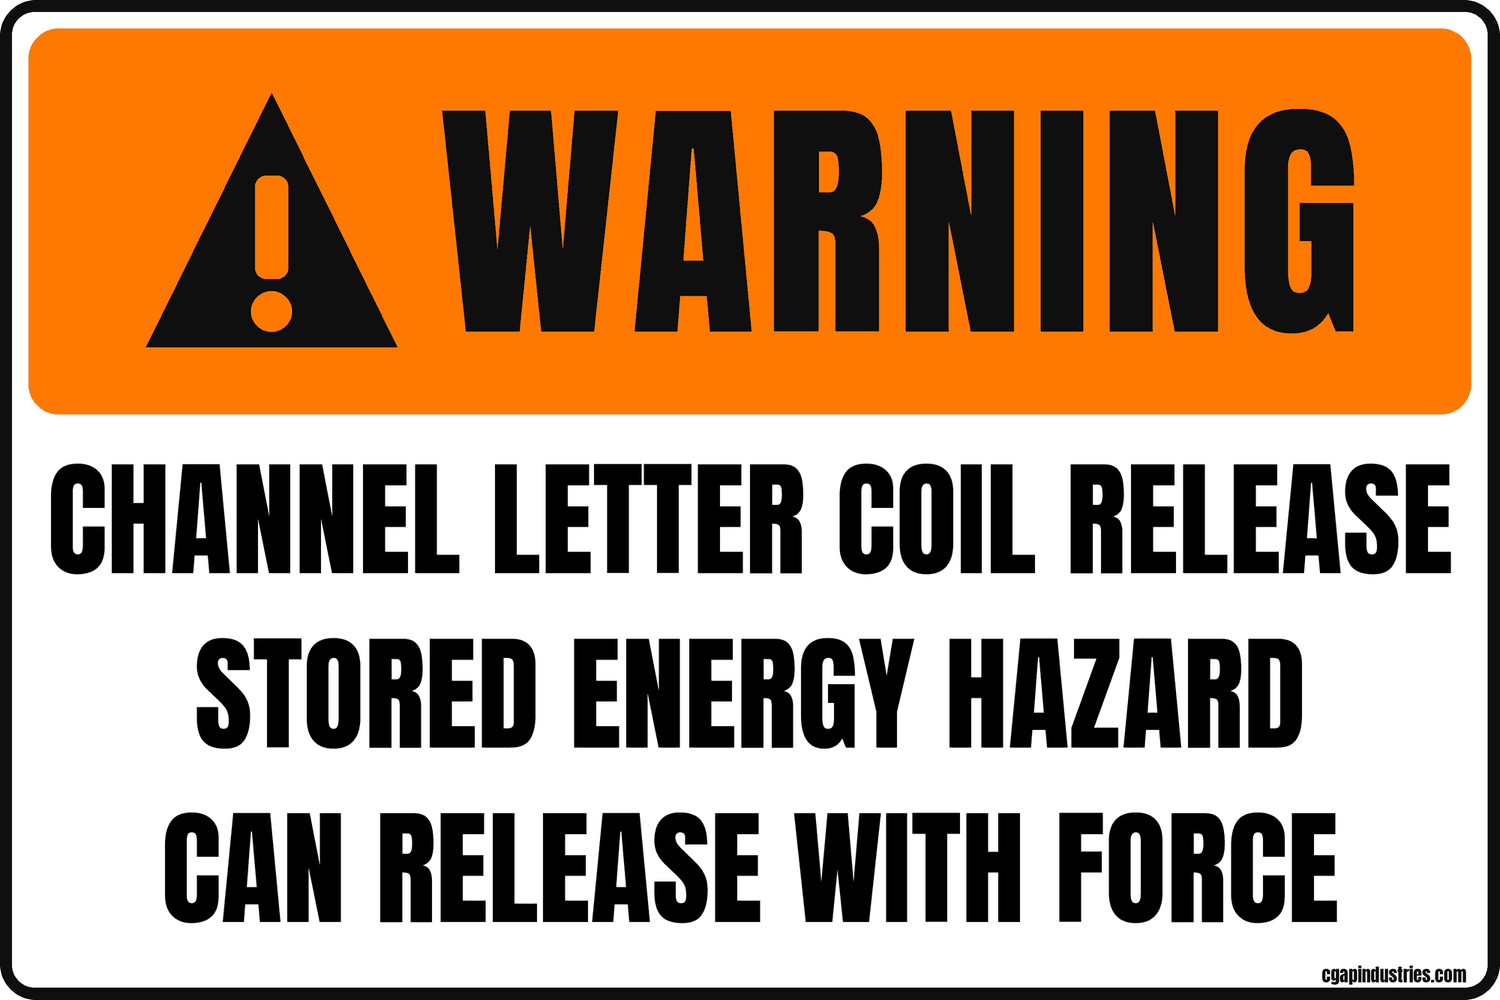 WARNING
CHANNEL LETTER COIL RELEASE
STORED ENERGY HAZARD
CAN RELEASE WITH FORCE
cgapindustries.com